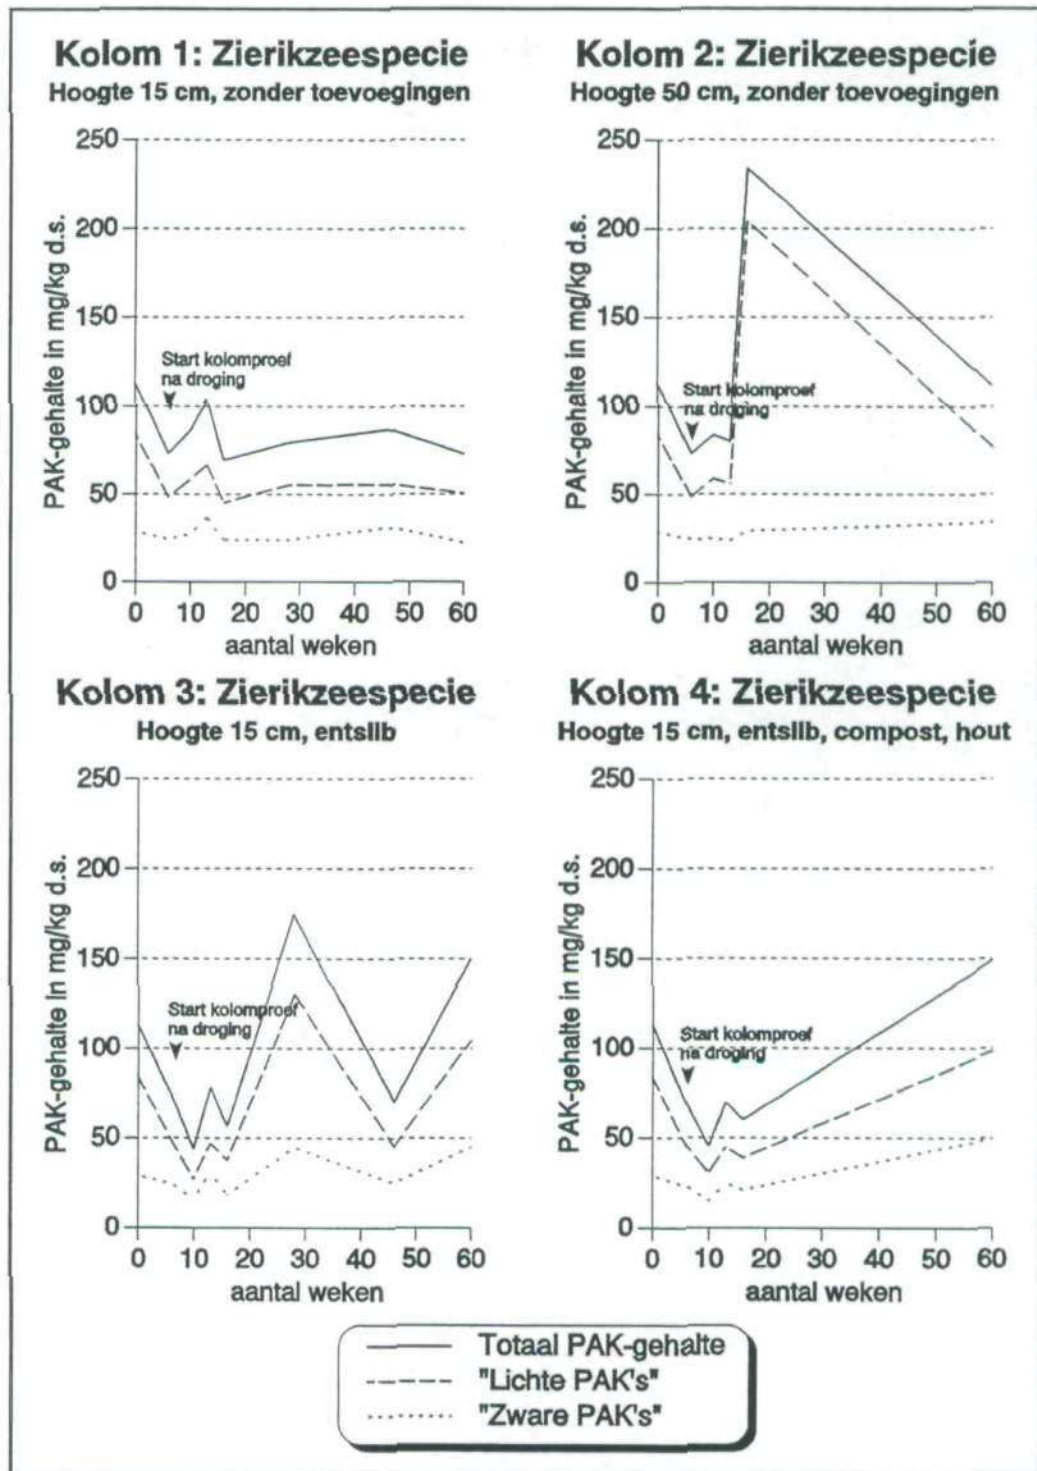 Kolom 1: Zierikzeespecie
Hoogte 15 cm, zonder toevoegingen
PAK-gehalte in mg/kg d.s.
250
200
150
100
50
0
Start kolomproef
na droging
0 10 20 30 40 50 60
aantal weken
Kolom 2: Zierikzeespecie
Hoogte 50 cm, zonder toevoegingen
PAK-gehalte in mg/kg d.s.
250
200
150
100
50
0
Start kolomproef
na droging
0 10 20 30 40 50 60
aantal weken
Kolom 3: Zierikzeespecie
Hoogte 15 cm, entslib
PAK-gehalte in mg/kg d.s.
250
200
150
100
50
0
Start kolomproef
na droging
0 10 20 30 40 50 60
aantal weken
Kolom 4: Zierikzeespecie
Hoogte 15 cm, entslib, compost, hout
PAK-gehalte in mg/kg d.s.
250
200
150
100
50
0
Start kolomproef
na droging
0 10 20 30 40 50 60
aantal weken
Totaal PAK-gehalte
"Lichte PAK's"
"Zware PAK's"